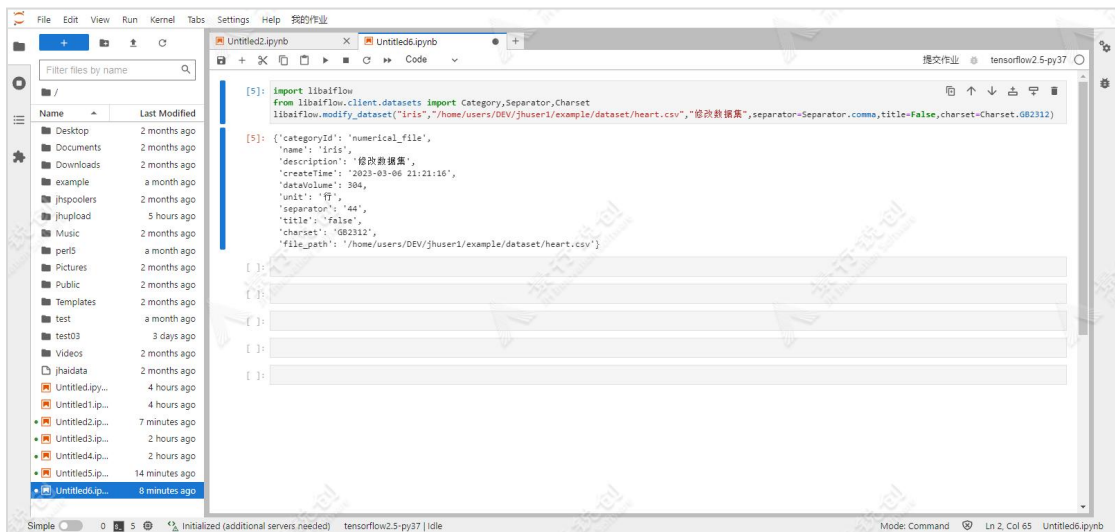 File Edit View Run Kernel Tabs Settings Help 我的作业
Untitled2.ipynb Untitled6.ipynb
Code 提交作业 tensorflow2.5-py37
Filter files by name
/
Name Last Modified
Desktop 2 months ago
Documents 2 months ago
Downloads 2 months ago
example a month ago
jhspoolers 2 months ago
jhupload 5 hours ago
Music 2 months ago
perl5 a month ago
Pictures 2 months ago
Public 2 months ago
Templates 2 months ago
test a month ago
test03 3 days ago
Videos 2 months ago
jhaidata 2 months ago
Untitled.ipy... 4 hours ago
Untitled1.ip... 4 hours ago
Untitled2.ip... 7 minutes ago
Untitled3.ip... 2 hours ago
Untitled4.ip... 2 hours ago
Untitled5.ip... 14 minutes ago
Untitled6.ip... 8 minutes ago
[5]: import libaiflow
from libaiflow.client.datasets import Category,Separator,Charset
libaiflow.modify_dataset("iris","/home/users/DEV/jhuser1/example/dataset/heart.csv","修改数据集",separator=Separator.comma,title=False,charset=Charset.GB2312)
[5]: {'categoryId': 'numerical_file',
'name': 'iris',
'description': '修改数据集',
'createTime': '2023-03-06 21:21:16',
'dataVolume': 304,
'unit': '行',
'separator': '44',
'title': 'false',
'charset': 'GB2312',
'file_path': '/home/users/DEV/jhuser1/example/dataset/heart.csv'}
[ ]:
[ ]:
[ ]:
[ ]:
[ ]:
Simple 0 5 Initialized (additional servers needed) tensorflow2.5-py37 | Idle Mode: Command Ln 2, Col 65 Untitled6.ipynb